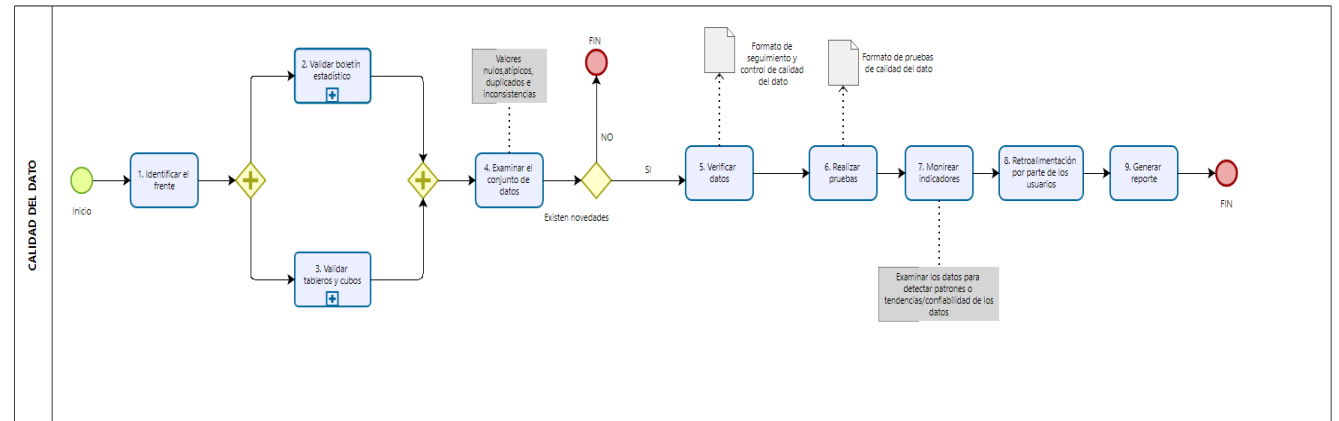 CALIDAD DEL DATO
Inicio
1. Identificar el
frente
2. Validar boletín
estadístico
3. Validar
tableros y cubos
Valores
nulos,atípicos,
duplicados e
inconsistencias
4. Examinar el
conjunto de
datos
FIN
NO
Existen novedades
SI
Formato de
seguimiento y
control de calidad
del dato
5. Verificar
datos
Formato de pruebas
de calidad del dato
6. Realizar
pruebas
7. Monirear
indicadores
Examinar los datos para
detectar patrones o
tendencias/confiabilidad de los
datos
8. Retroalimentación
por parte de los
usuarios
9. Generar
reporte
FIN